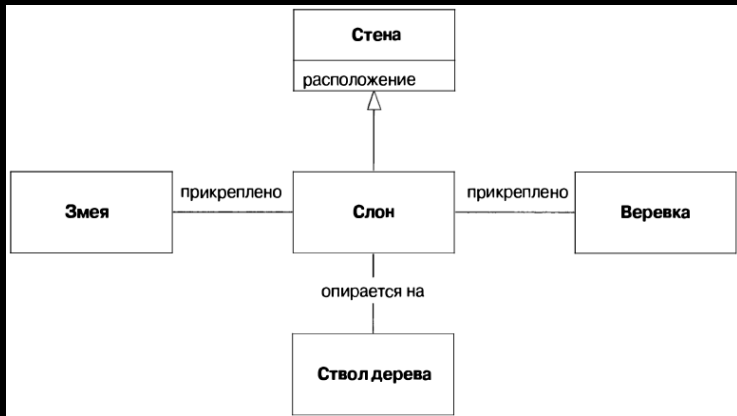 Стена
расположение
Змея
прикреплено
Слон
прикреплено
Веревка
опирается на
Ствол дерева